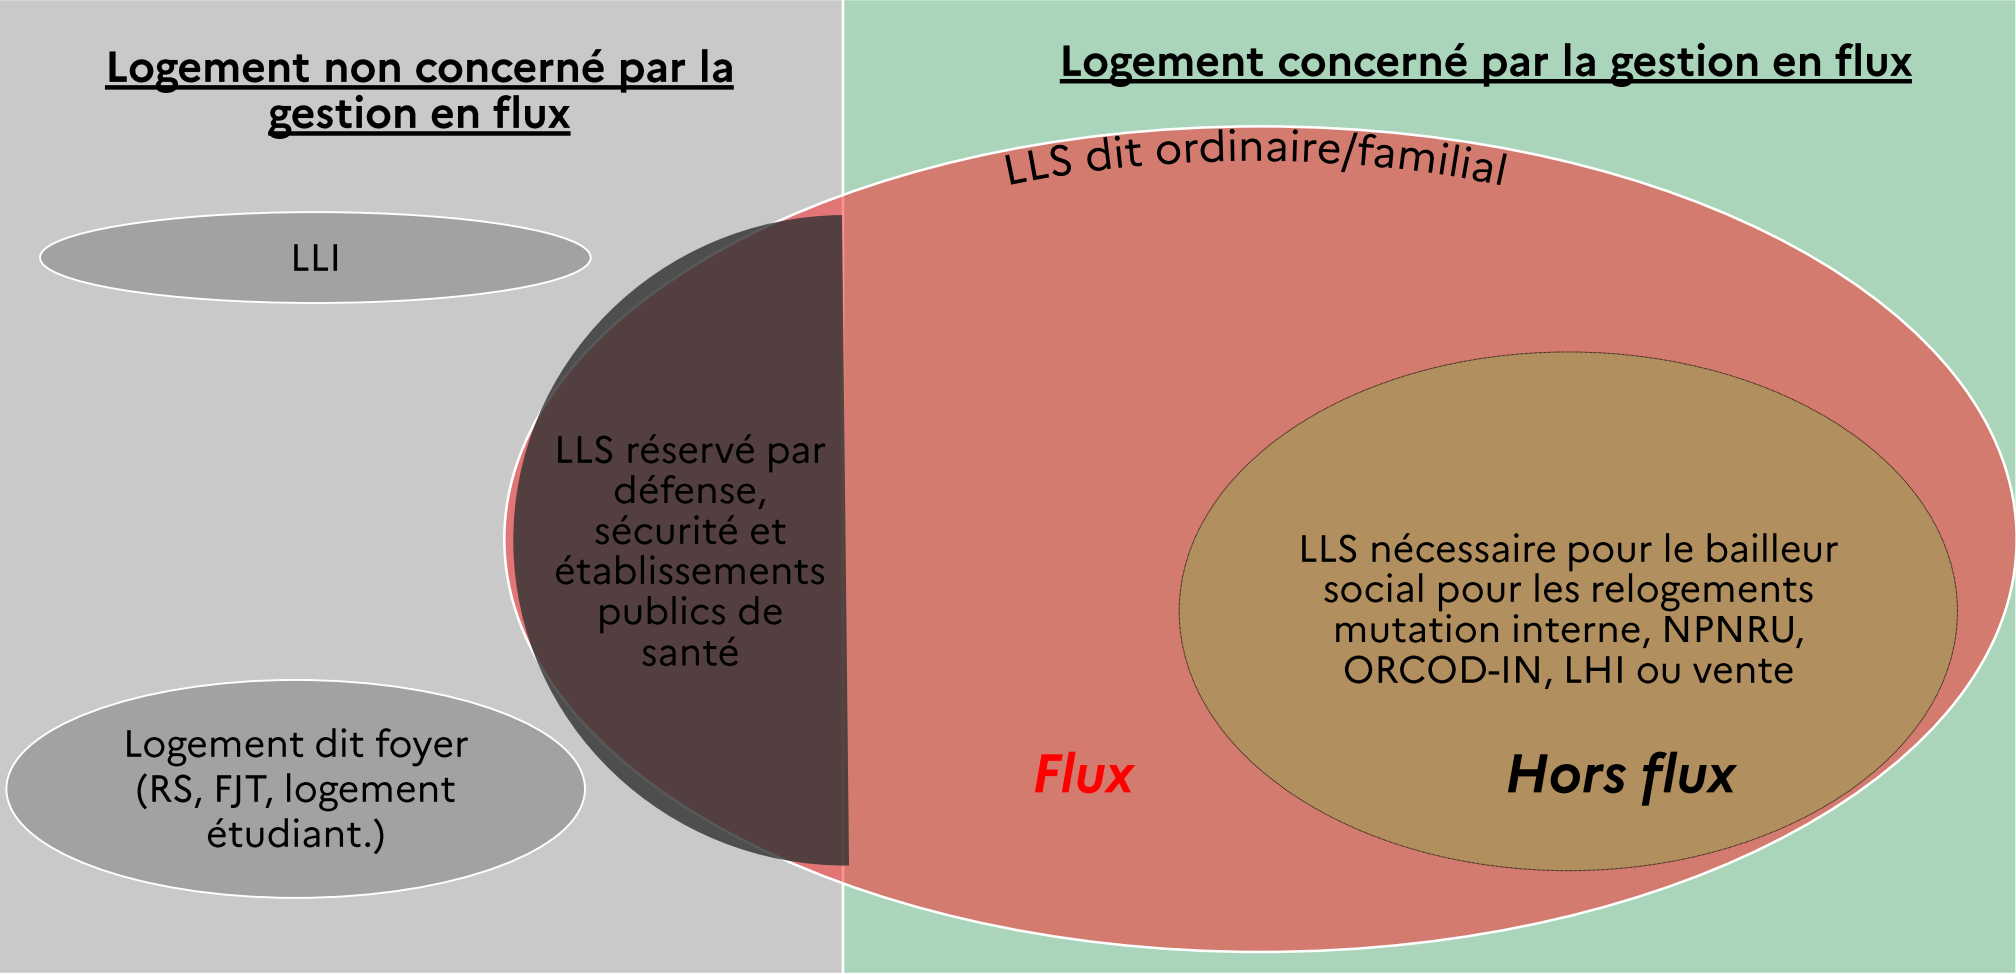 Logement non concerné par la
gestion en flux
LLI
Logement dit foyer
(RS, FJT, logement
étudiant.)
Logement concerné par la gestion en flux
LLS dit ordinaire/familial
LLS réservé par
défense,
sécurité et
établissements
publics de
santé
LLS nécessaire pour le bailleur
social pour les relogements
mutation interne, NPNRU,
ORCOD-IN, LHI ou vente
Flux
Hors flux